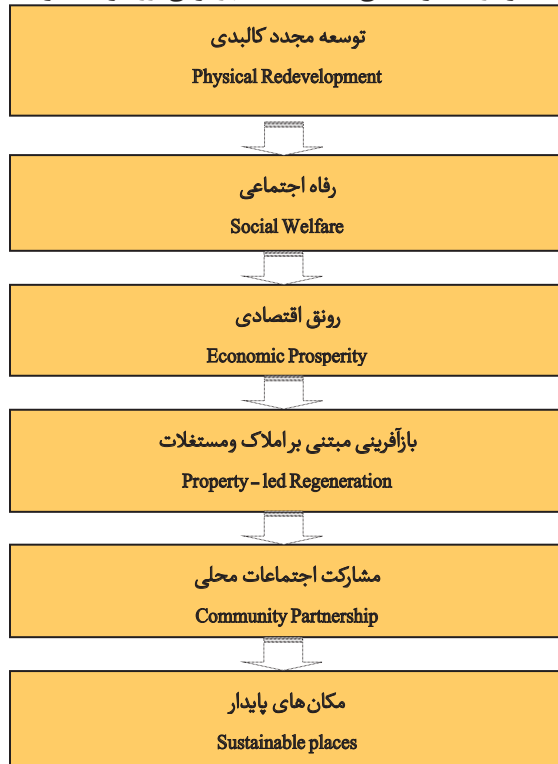 توسعه مجدد کالبدی
Physical Redevelopment
رفاه اجتماعی
Social Welfare
رونق اقتصادی
Economic Prosperity
بازآفرینی مبتنی بر املاک ومستغلات
Property – led Regeneration
مشارکت اجتماعات محلی
Community Partnership
مکان‌های پایدار
Sustainable places